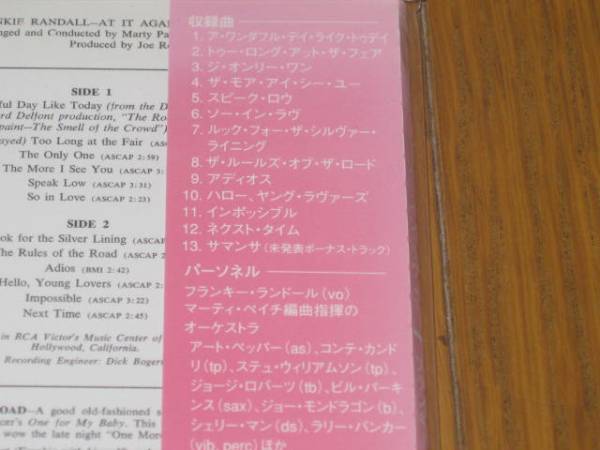 NKIE RANDALL—AT IT AGA
nged and Conducted by Marty Pa
Produced by Joe R
SIDE 1
ful Day Like Today (from the D
ard Delfont production, "The Ro
paint—The Smell of the Crowd")
ayed) Too Long at the Fair (ASCAP
The Only One (ASCAP 2:59)
The More I See You (ASCAP 3:
Speak Low (ASCAP 3:31)
So in Love (ASCAP 2:23)
SIDE 2
ok for the Silver Lining (ASCAP
he Rules of the Road (ASCAP
Adios (BMI 2:42)
Hello, Young Lovers (ASCAP 2:
Impossible (ASCAP 3:22)
Next Time (ASCAP 2:45)
in RCA Victor's Music Center of
Hollywood, California.
Recording Engineer: Dick Boger
OAD—A good old-fashioned s
cer's One for My Baby. This
wow the late night "One Mor
収録曲
1. ア・ワンダフル・デイ・ライク・トゥデイ
2. トゥー・ロング・アット・ザ・フェア
3. ジ・オンリー・ワン
4. ザ・モア・アイ・シー・ユー
5. スピーク・ロウ
6. ソー・イン・ラヴ
7. ルック・フォー・ザ・シルヴァー・
ライニング
8. ザ・ルールズ・オブ・ザ・ロード
9. アディオス
10. ハロー、ヤング・ラヴァーズ
11. インポッシブル
12. ネクスト・タイム
13. サマンサ(未発表ボーナス・トラック)
パーソネル
フランキー・ランドール(vo)
マーティ・ペイチ編曲指揮の
オーケストラ
アート・ペッパー(as)、コンテ・カンド
リ(tp)、ステュ・ウィリアムソン(tp)、
ジョージ・ロバーツ(tb)、ビル・パーキ
ンス(sax)、ジョー・モンドラゴン(b)、
シェリー・マン(ds)、ラリー・バンカー
(vib, perc)ほか